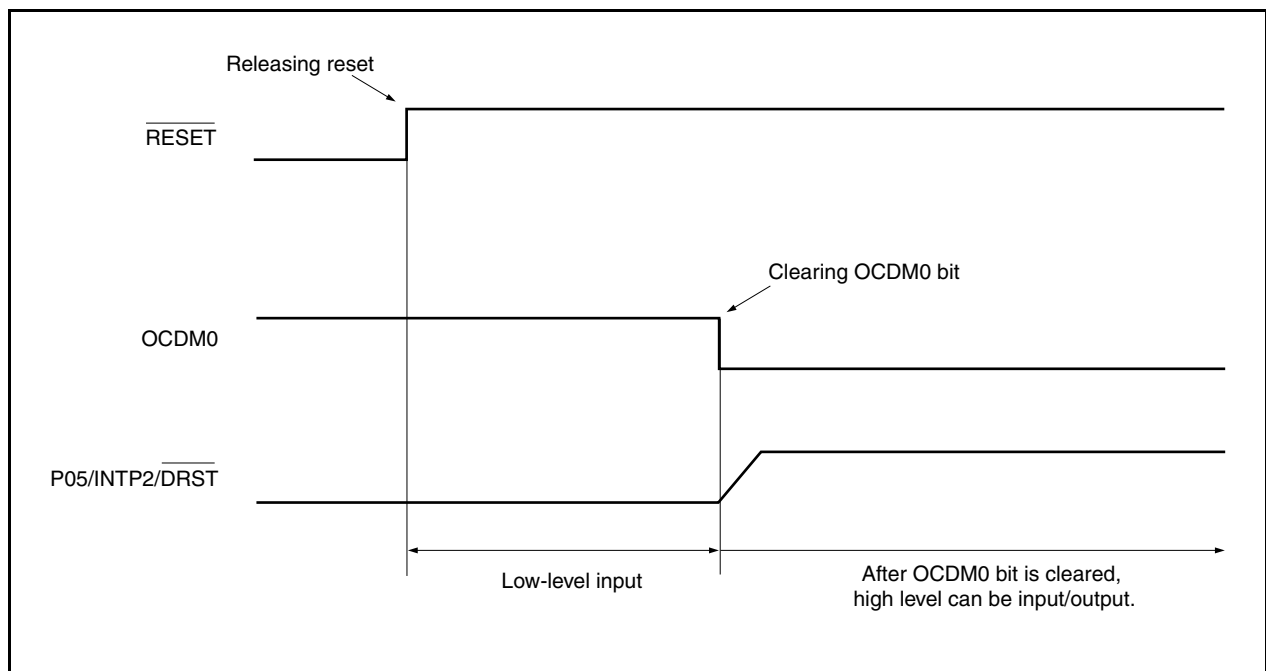 Releasing reset
RESET
Clearing OCDM0 bit
OCDM0
P05/INTP2/DRST
Low-level input
After OCDM0 bit is cleared,
high level can be input/output.